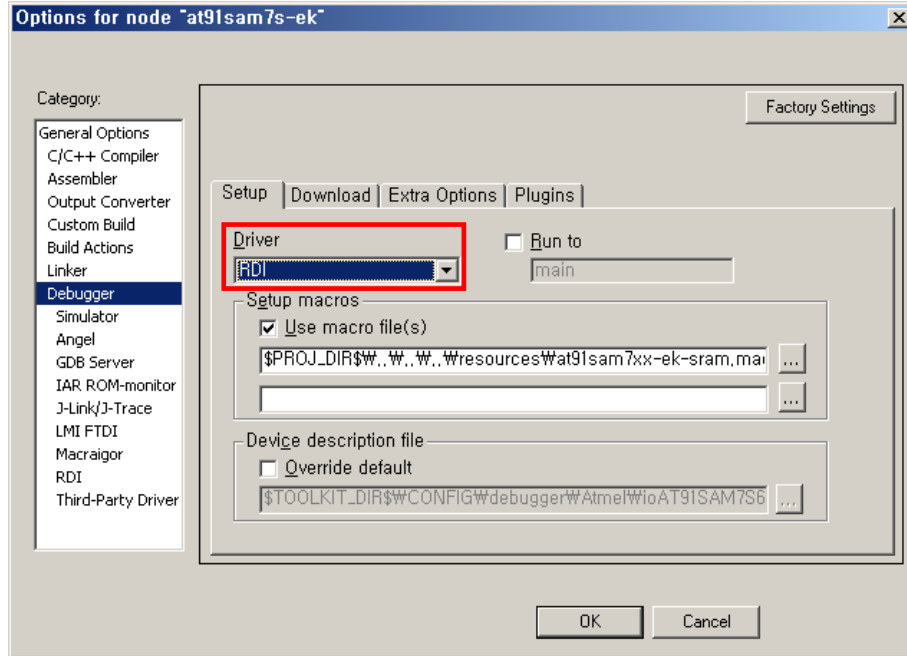 Options for node "at91sam7s-ek"
Category:
Factory Settings
General Options
C/C++ Compiler
Assembler
Output Converter
Custom Build
Build Actions
Linker
Debugger
Simulator
Angel
GDB Server
IAR ROM-monitor
J-Link/J-Trace
LMI FTDI
Macraigor
RDI
Third-Party Driver
Setup Download Extra Options Plugins
Driver
Run to
RDI
main
Setup macros
Use macro file(s)
$PROJ_DIR$₩..₩..₩..₩resources₩at91sam7xx-ek-sram.mac
...
...
Device description file
Override default
$TOOLKIT_DIR$₩CONFIG₩debugger₩Atmel₩ioAT91SAM7S6
...
OK Cancel